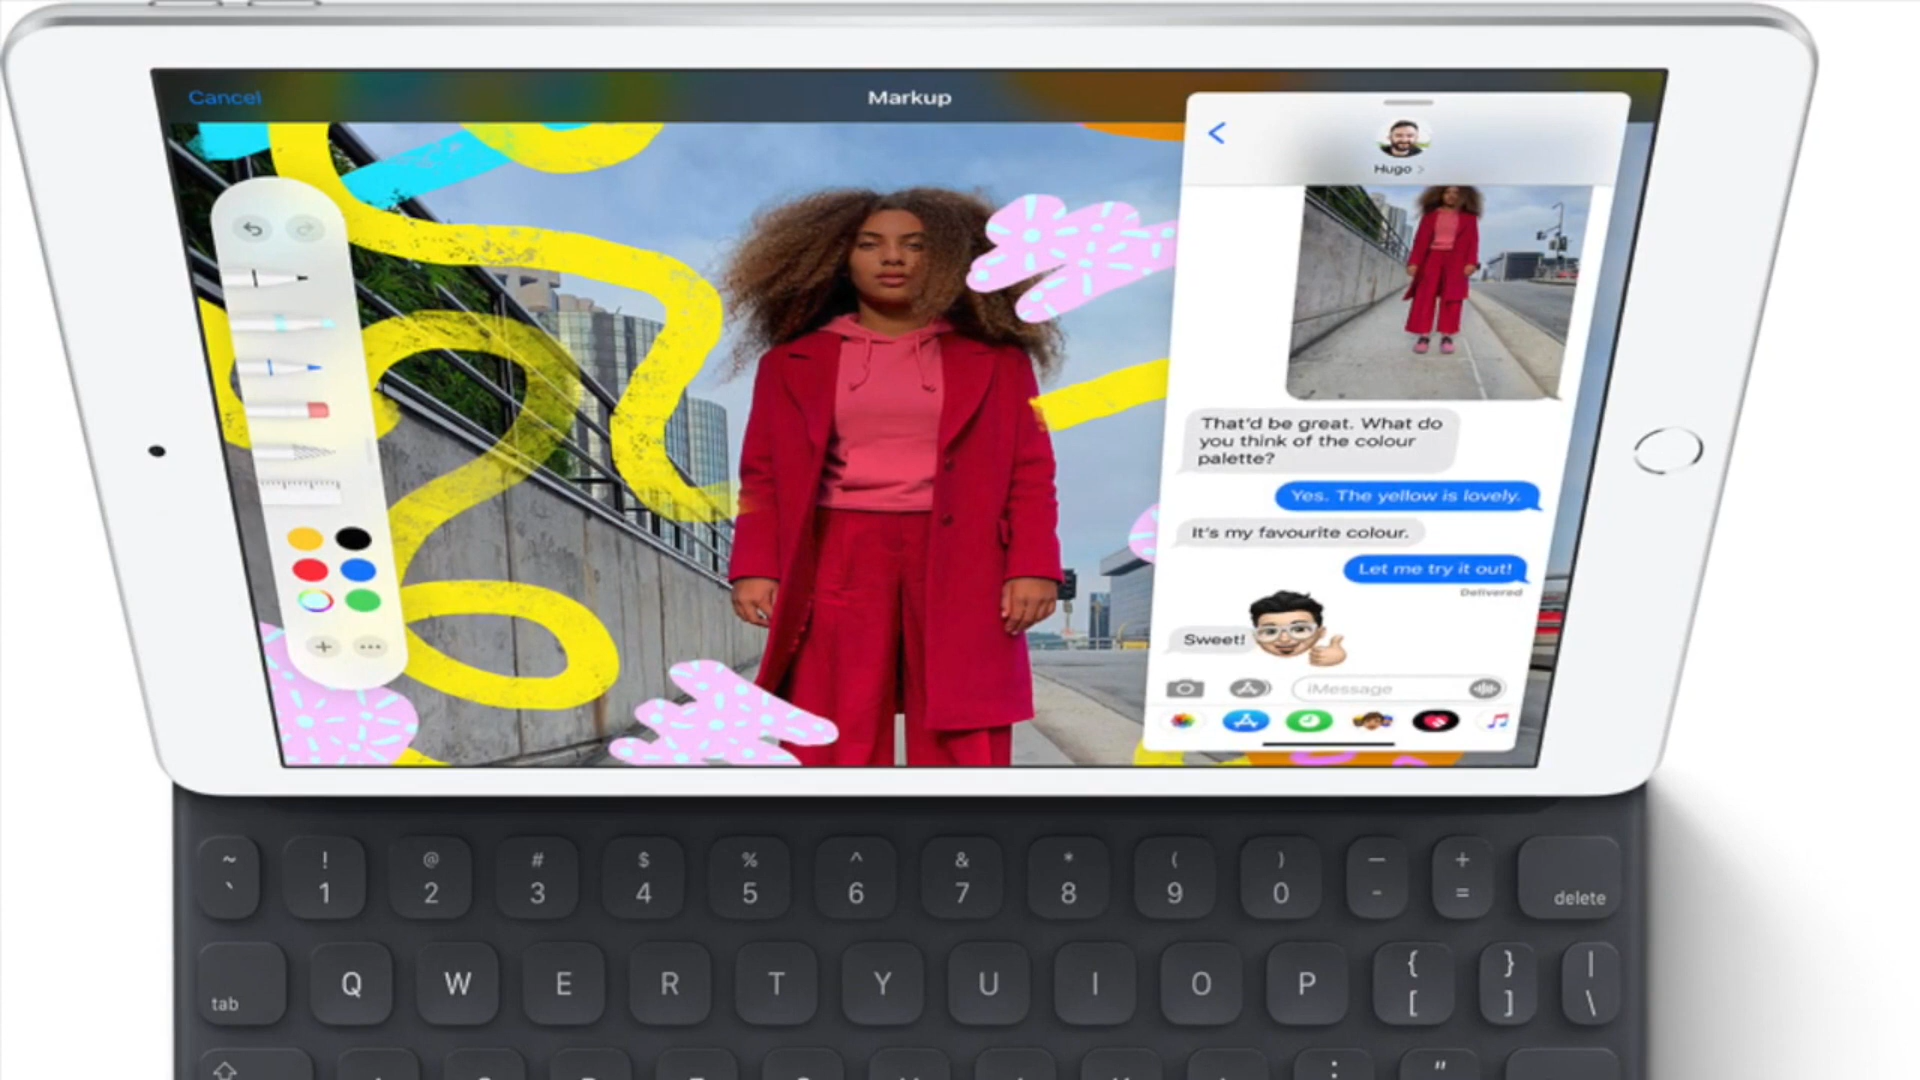 Cancel
Markup
Hugo
That'd be great. What do
you think of the colour
palette?
Yes. The yellow is lovely.
It's my favourite colour.
Let me try it out!
Delivered
Sweet!
iMessage
~ ! @ # $ % ^ & * ( ) — +
` 1 2 3 4 5 6 7 8 9 0 - = delete
{ } |
tab Q W E R T Y U I O P [ ] \
: "